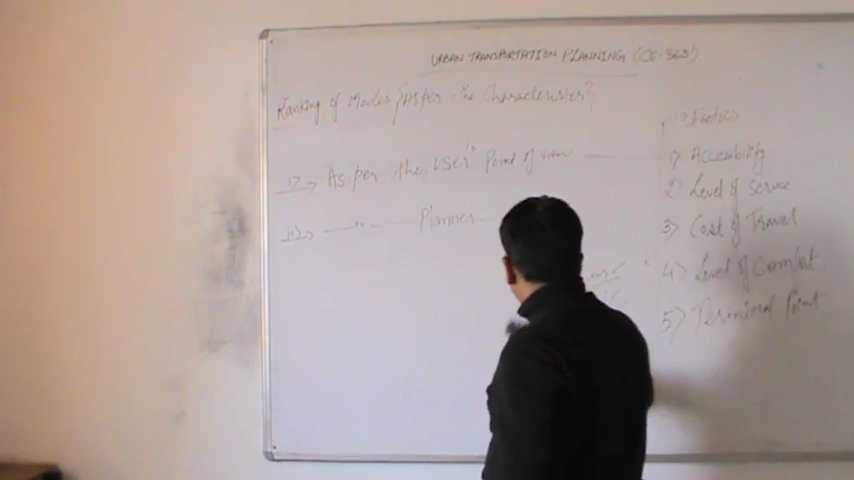 URBAN TRANSPORTATION PLANNING (CE-363)
Ranking of Modes "As per the Characteristics"
i) As per the User's Point of view
ii) —"— Planner
Factors
1) Accessibility
2) Level of Service
3) Cost of Travel
4) Level of Comfort
5) Terminal Point